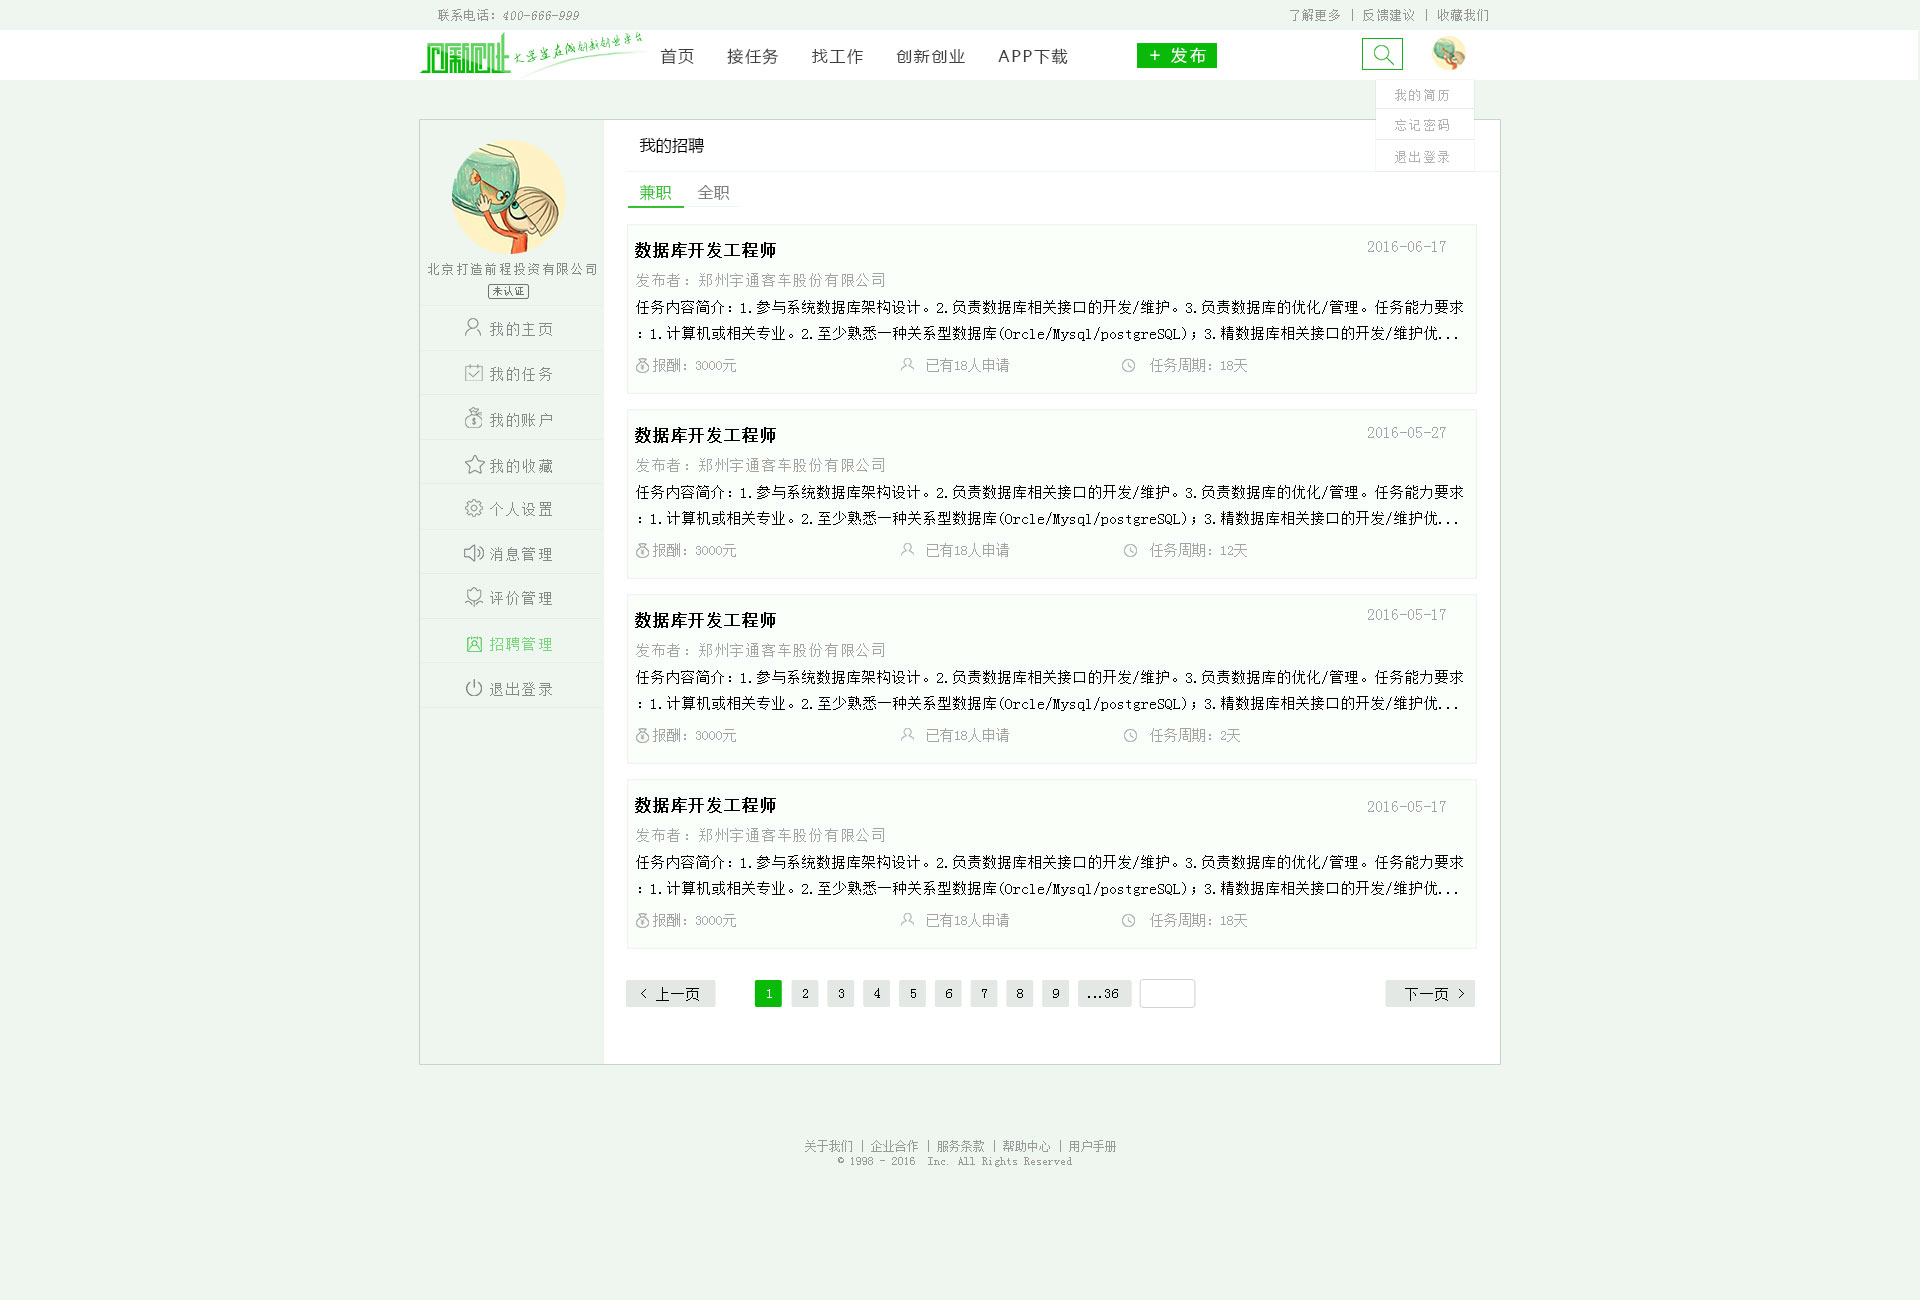 联系电话：400-666-999
了解更多 | 反馈建议 | 收藏我们
大学生在线创新创业平台
首页 接任务 找工作 创新创业 APP下载
+ 发布
我的简历
忘记密码
退出登录
北京打造前程投资有限公司
未认证
我的主页
我的任务
我的账户
我的收藏
个人设置
消息管理
评价管理
招聘管理
退出登录
我的招聘
兼职 全职
数据库开发工程师 2016-06-17
发布者：郑州宇通客车股份有限公司
任务内容简介：1.参与系统数据库架构设计。2.负责数据库相关接口的开发/维护。3.负责数据库的优化/管理。任务能力要求
：1.计算机或相关专业。2.至少熟悉一种关系型数据库(Orcle/Mysql/postgreSQL)；3.精数据库相关接口的开发/维护优...
报酬：3000元 已有18人申请 任务周期：18天
数据库开发工程师 2016-05-27
发布者：郑州宇通客车股份有限公司
任务内容简介：1.参与系统数据库架构设计。2.负责数据库相关接口的开发/维护。3.负责数据库的优化/管理。任务能力要求
：1.计算机或相关专业。2.至少熟悉一种关系型数据库(Orcle/Mysql/postgreSQL)；3.精数据库相关接口的开发/维护优...
报酬：3000元 已有18人申请 任务周期：12天
数据库开发工程师 2016-05-17
发布者：郑州宇通客车股份有限公司
任务内容简介：1.参与系统数据库架构设计。2.负责数据库相关接口的开发/维护。3.负责数据库的优化/管理。任务能力要求
：1.计算机或相关专业。2.至少熟悉一种关系型数据库(Orcle/Mysql/postgreSQL)；3.精数据库相关接口的开发/维护优...
报酬：3000元 已有18人申请 任务周期：2天
数据库开发工程师 2016-05-17
发布者：郑州宇通客车股份有限公司
任务内容简介：1.参与系统数据库架构设计。2.负责数据库相关接口的开发/维护。3.负责数据库的优化/管理。任务能力要求
：1.计算机或相关专业。2.至少熟悉一种关系型数据库(Orcle/Mysql/postgreSQL)；3.精数据库相关接口的开发/维护优...
报酬：3000元 已有18人申请 任务周期：18天
< 上一页 1 2 3 4 5 6 7 8 9 ...36 下一页 >
关于我们 | 企业合作 | 服务条款 | 帮助中心 | 用户手册
© 1998 - 2016 Inc. All Rights Reserved